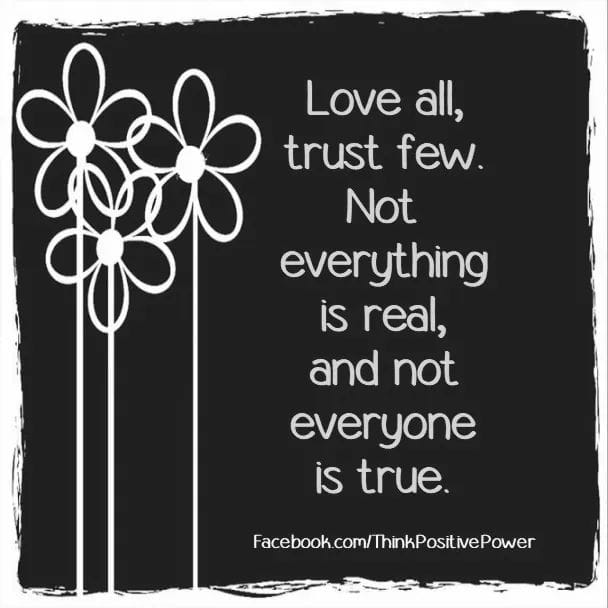 Love all,
trust few.
Not
everything
is real,
and not
everyone
is true.
Facebook.com/ThinkPositivePower